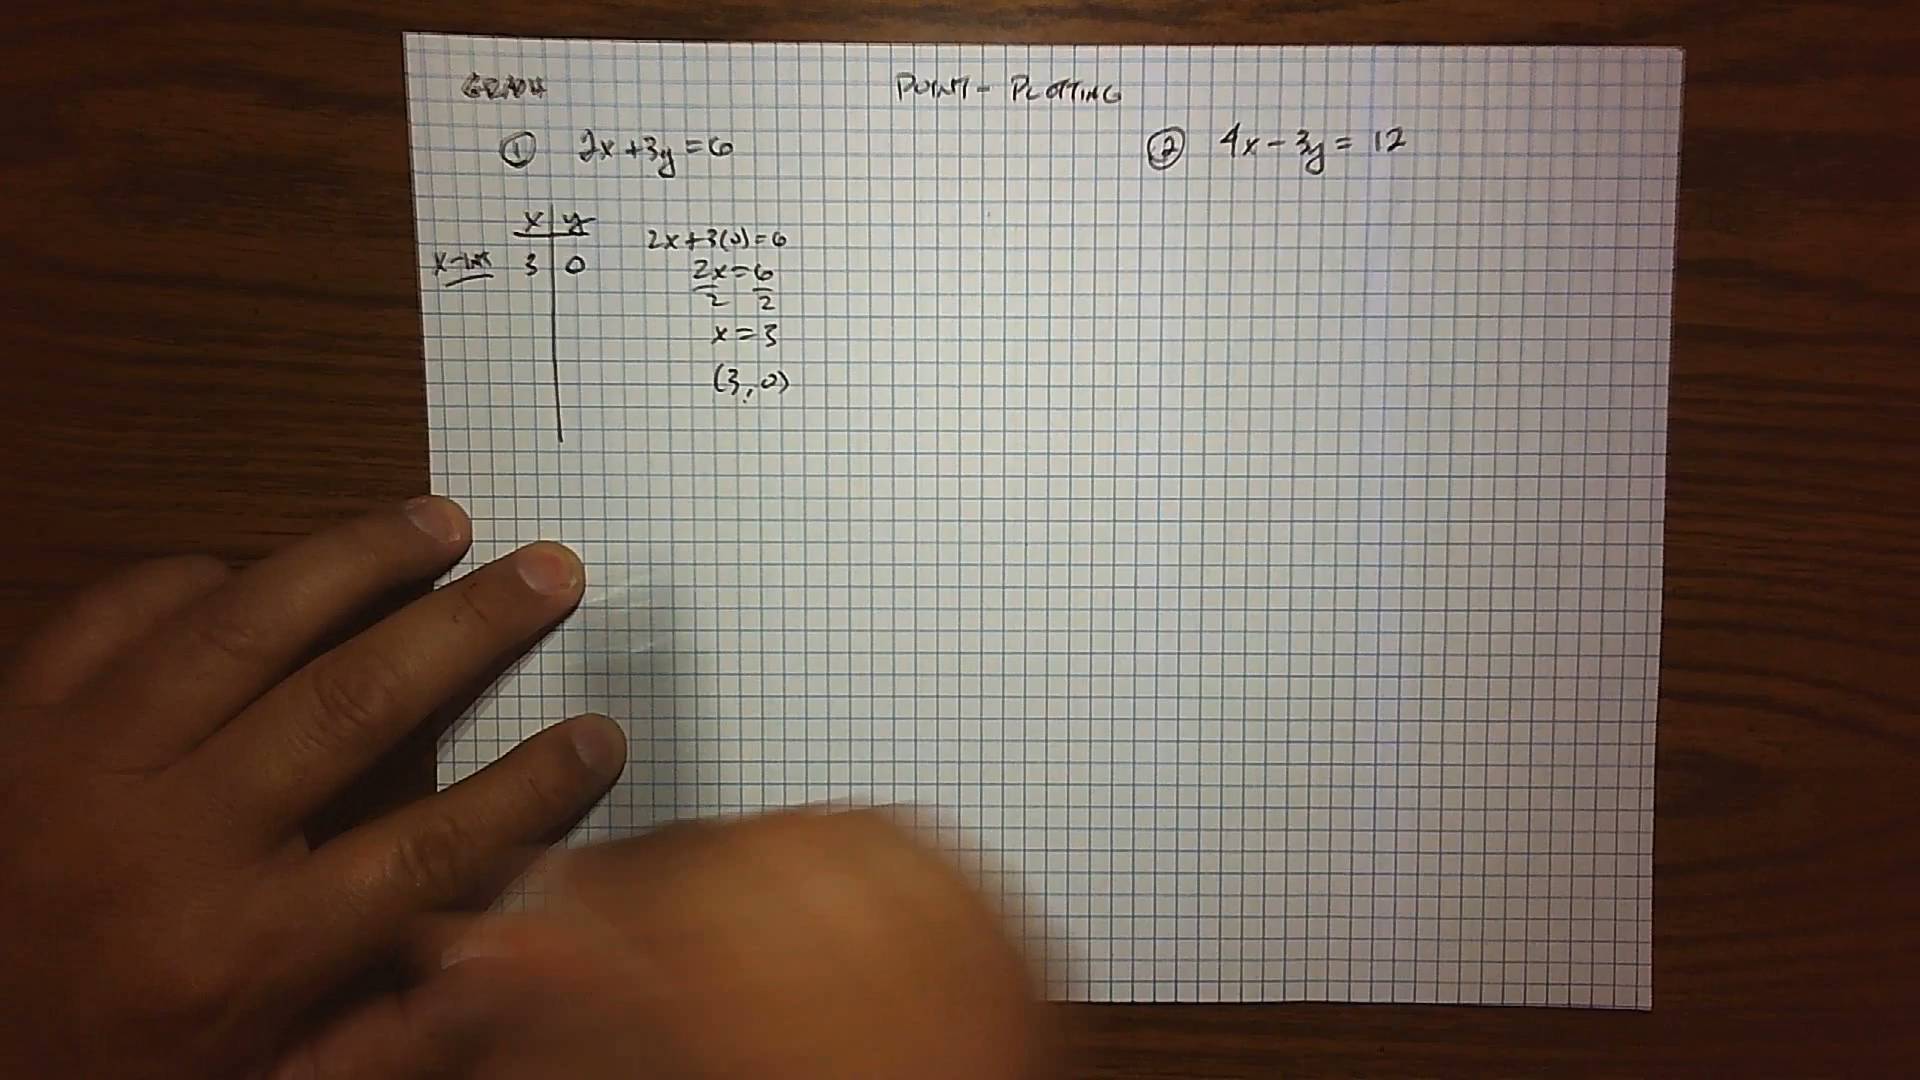 GRAPH
POINT - PLOTTING
① 2x + 3y = 6
② 4x - 3y = 12
x | y
x-int 3 | 0
2x + 3(0) = 6
2x = 6
2 2
x = 3
(3, 0)